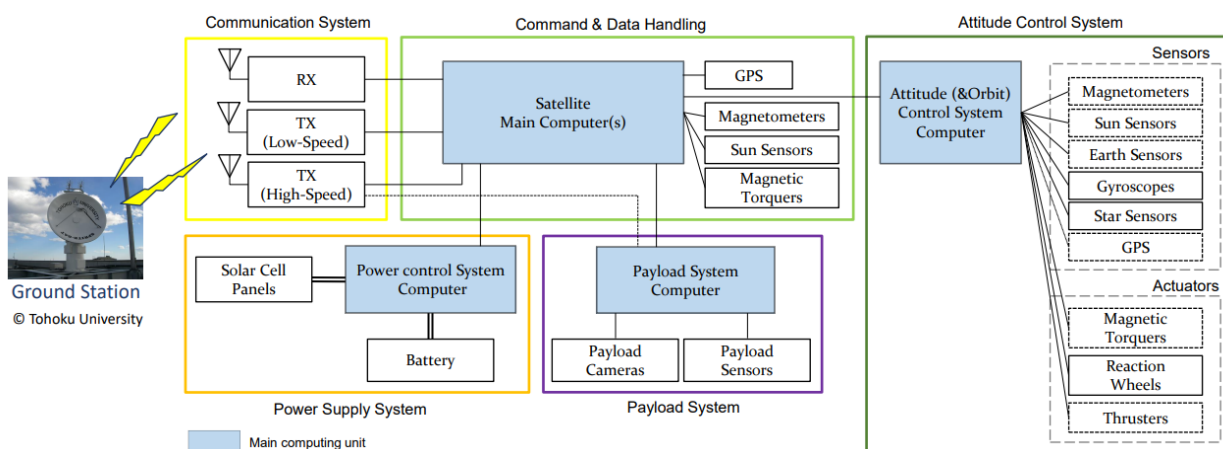 Communication System
Command & Data Handling
Attitude Control System
RX
TX
(Low-Speed)
TX
(High-Speed)
Satellite
Main Computer(s)
GPS
Magnetometers
Sun Sensors
Magnetic
Torquers
Attitude (&Orbit)
Control System
Computer
Sensors
Magnetometers
Sun Sensors
Earth Sensors
Gyroscopes
Star Sensors
GPS
Actuators
Magnetic
Torquers
Reaction
Wheels
Thrusters
Ground Station
© Tohoku University
Solar Cell
Panels
Power control System
Computer
Battery
Power Supply System
Payload System
Computer
Payload
Cameras
Payload
Sensors
Payload System
Main computing unit